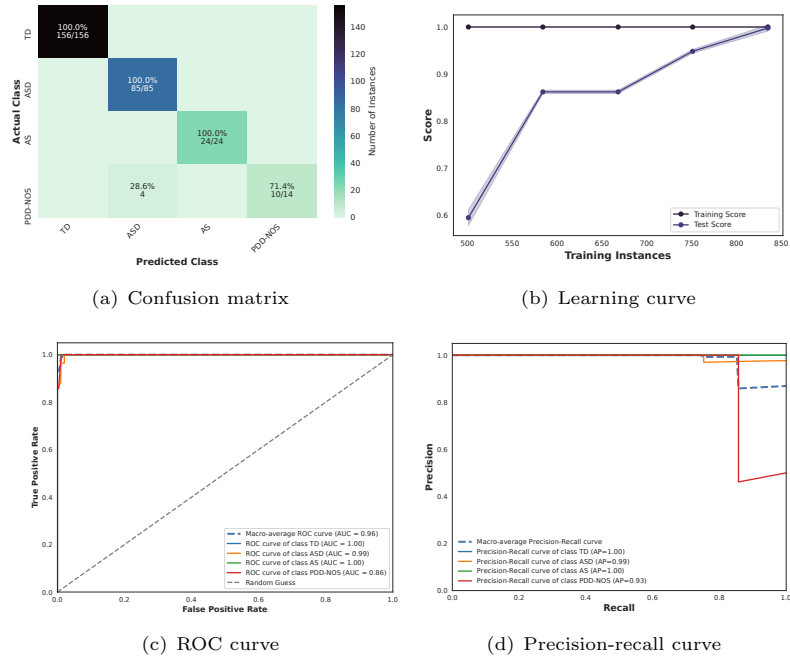 100.0%
156/156
100.0%
85/85
100.0%
24/24
28.6%
4
71.4%
10/14
TD
ASD
AS
PDD-NOS
Actual Class
TD
ASD
AS
PDD-NOS
Predicted Class
140
120
100
80
60
40
20
0
Number of Instances
(a) Confusion matrix
1.0
0.9
0.8
0.7
0.6
Score
Training Score
Test Score
500 550 600 650 700 750 800 850
Training Instances
(b) Learning curve
1.0
0.8
0.6
0.4
0.2
0.0
True Positive Rate
Macro-average ROC curve (AUC = 0.96)
ROC curve of class TD (AUC = 1.00)
ROC curve of class ASD (AUC = 0.99)
ROC curve of class AS (AUC = 1.00)
ROC curve of class PDD-NOS (AUC = 0.86)
Random Guess
0.0 0.2 0.4 0.6 0.8 1.0
False Positive Rate
(c) ROC curve
1.0
0.8
0.6
0.4
0.2
0.0
Precision
Macro-average Precision-Recall curve
Precision-Recall curve of class TD (AP=1.00)
Precision-Recall curve of class ASD (AP=0.99)
Precision-Recall curve of class AS (AP=1.00)
Precision-Recall curve of class PDD-NOS (AP=0.93)
0.0 0.2 0.4 0.6 0.8 1.0
Recall
(d) Precision-recall curve